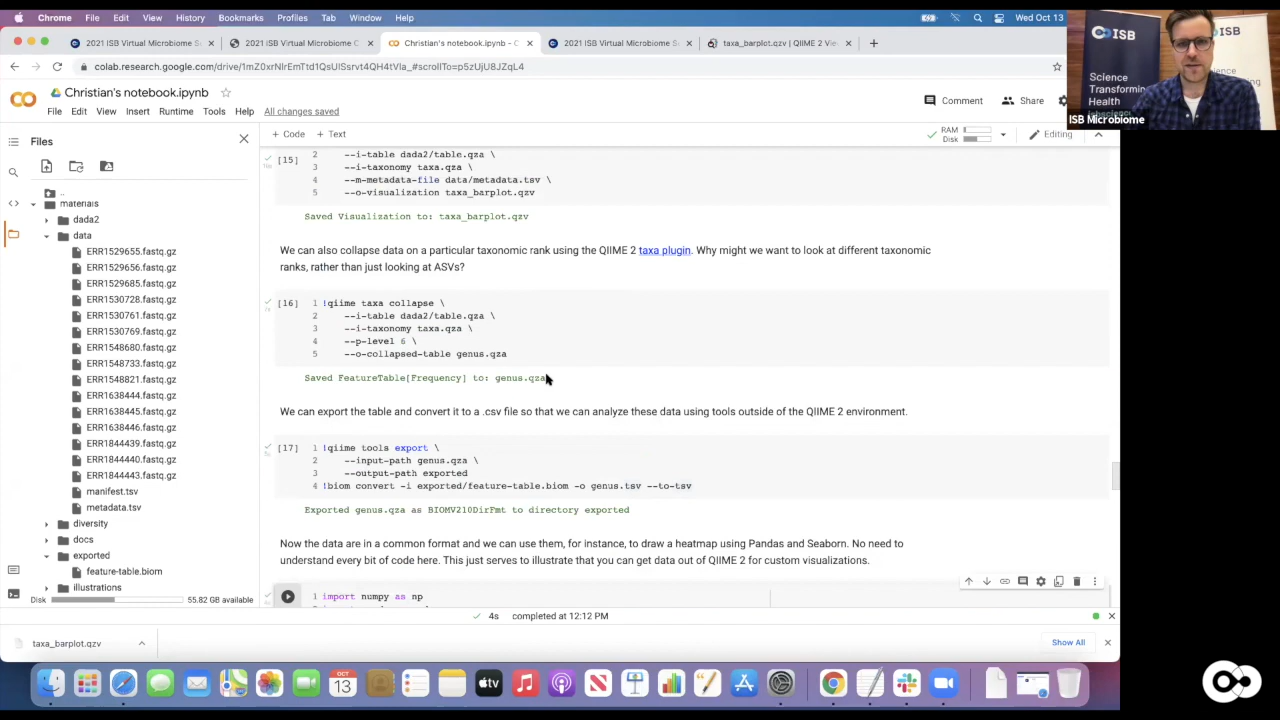 Chrome File Edit View History Bookmarks Profiles Tab Window Help Wed Oct 13
2021 ISB Virtual Microbiome S
2021 ISB Virtual Microbiome C
Christian's notebook.ipynb - C
2021 ISB Virtual Microbiome S
taxa_barplot.qzv | QIIME 2 Vie
Christian's notebook.ipynb
File Edit View Insert Runtime Tools Help All changes saved
Comment Share
RAM
Disk
Editing
ISB
Science
Transforming
Health
ISB Microbiome
Files
+ Code + Text
..
materials
dada2
data
ERR1529655.fastq.gz
ERR1529656.fastq.gz
ERR1529685.fastq.gz
ERR1530728.fastq.gz
ERR1530761.fastq.gz
ERR1530769.fastq.gz
ERR1548680.fastq.gz
ERR1548733.fastq.gz
ERR1548821.fastq.gz
ERR1638444.fastq.gz
ERR1638445.fastq.gz
ERR1638446.fastq.gz
ERR1844439.fastq.gz
ERR1844440.fastq.gz
ERR1844443.fastq.gz
manifest.tsv
metadata.tsv
diversity
docs
exported
feature-table.biom
illustrations
Disk 55.82 GB available
[15] 2 --i-table dada2/table.qza \
3 --i-taxonomy taxa.qza \
4 --m-metadata-file data/metadata.tsv \
5 --o-visualization taxa_barplot.qzv
Saved Visualization to: taxa_barplot.qzv
We can also collapse data on a particular taxonomic rank using the QIIME 2 taxa plugin. Why might we want to look at different taxonomic
ranks, rather than just looking at ASVs?
[16] 1 !qiime taxa collapse \
2 --i-table dada2/table.qza \
3 --i-taxonomy taxa.qza \
4 --p-level 6 \
5 --o-collapsed-table genus.qza
Saved FeatureTable[Frequency] to: genus.qza
We can export the table and convert it to a .csv file so that we can analyze these data using tools outside of the QIIME 2 environment.
[17] 1 !qiime tools export \
2 --input-path genus.qza \
3 --output-path exported
4 !biom convert -i exported/feature-table.biom -o genus.tsv --to-tsv
Exported genus.qza as BIOMV210DirFmt to directory exported
Now the data are in a common format and we can use them, for instance, to draw a heatmap using Pandas and Seaborn. No need to
understand every bit of code here. This just serves to illustrate that you can get data out of QIIME 2 for custom visualizations.
1 import numpy as np
4s completed at 12:12 PM
taxa_barplot.qzv
Show All
OCT
13
tv